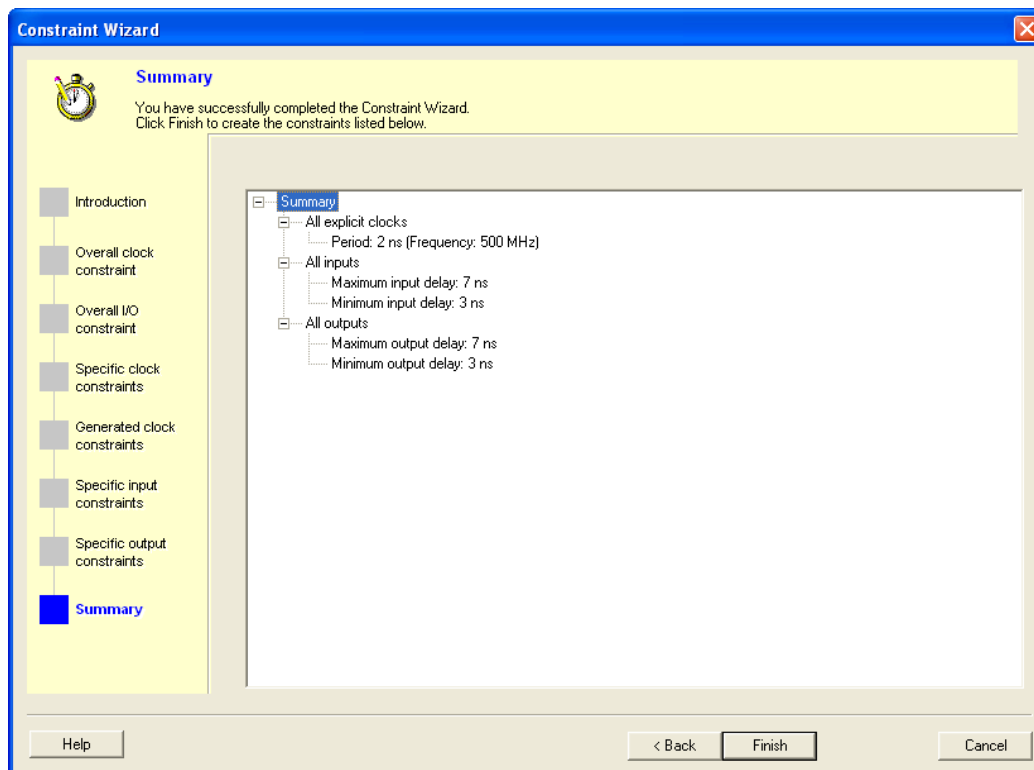 Constraint Wizard
Summary
You have successfully completed the Constraint Wizard.
Click Finish to create the constraints listed below.
Introduction
Overall clock
constraint
Overall I/O
constraint
Specific clock
constraints
Generated clock
constraints
Specific input
constraints
Specific output
constraints
Summary
Summary
All explicit clocks
Period: 2 ns (Frequency: 500 MHz)
All inputs
Maximum input delay: 7 ns
Minimum input delay: 3 ns
All outputs
Maximum output delay: 7 ns
Minimum output delay: 3 ns
Help
< Back
Finish
Cancel